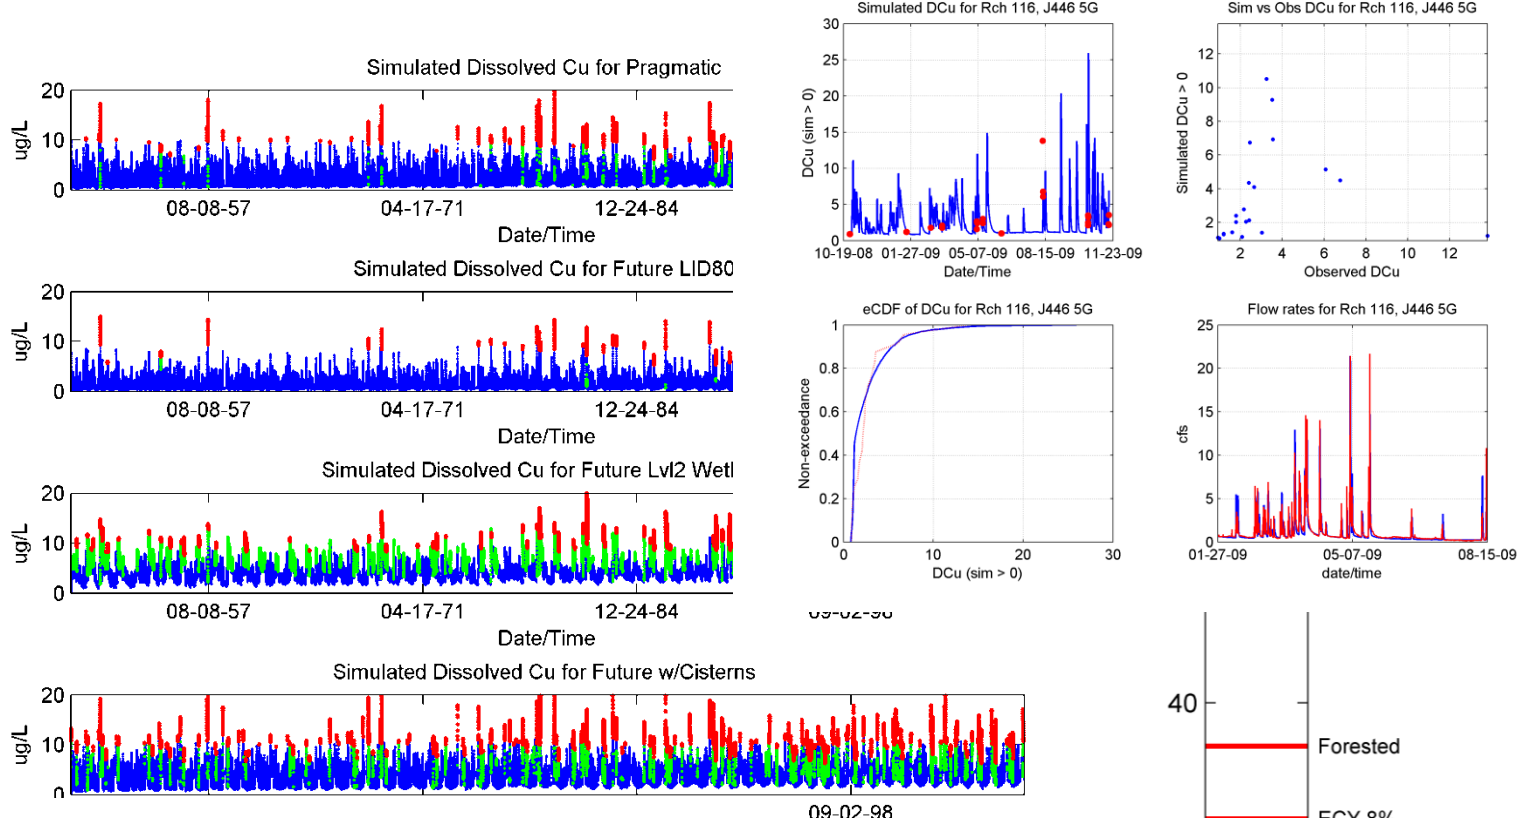 Simulated Dissolved Cu for Pragmatic
20
10
0
ug/L
08-08-57 04-17-71 12-24-84
Date/Time
Simulated Dissolved Cu for Future LID80
20
10
0
ug/L
08-08-57 04-17-71 12-24-84
Date/Time
Simulated Dissolved Cu for Future Lvl2
20
10
0
ug/L
08-08-57 04-17-71 12-24-84
Date/Time
Simulated Dissolved Cu for Future w/Cisterns
20
10
0
ug/L
09-02-98
Simulated DCu for Rch 116, J446 5G
30
25
20
15
10
5
0
DCu (sim > 0)
10-19-08 01-27-09 05-07-09 08-15-09 11-23-09
Date/Time
Sim vs Obs DCu for Rch 116, J446 5G
12
10
8
6
4
2
Simulated DCu > 0
2 4 6 8 10 12
Observed DCu
eCDF of DCu for Rch 116, J446 5G
1
0.8
0.6
0.4
0.2
0
Non-exceedance
0 10 20 30
DCu (sim > 0)
Flow rates for Rch 116, J446 5G
25
20
15
10
5
0
cfs
01-27-09 05-07-09 08-15-09
date/time
09-02-98
40
Forested
8%